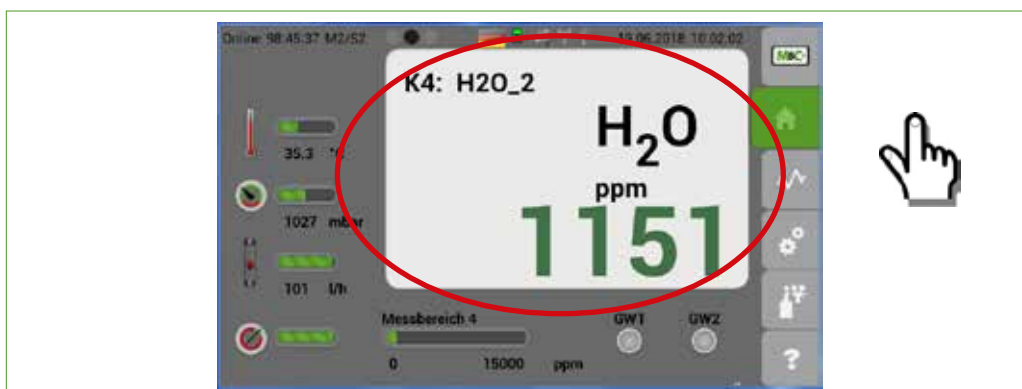 Online 98:45:37 M2/S2
19.06.2018 10:02:02
K4: H2O_2
H₂O
ppm
1151
35.3 °C
1027 mbar
101 l/h
Messbereich 4
0 15000 ppm
GW1 GW2
?